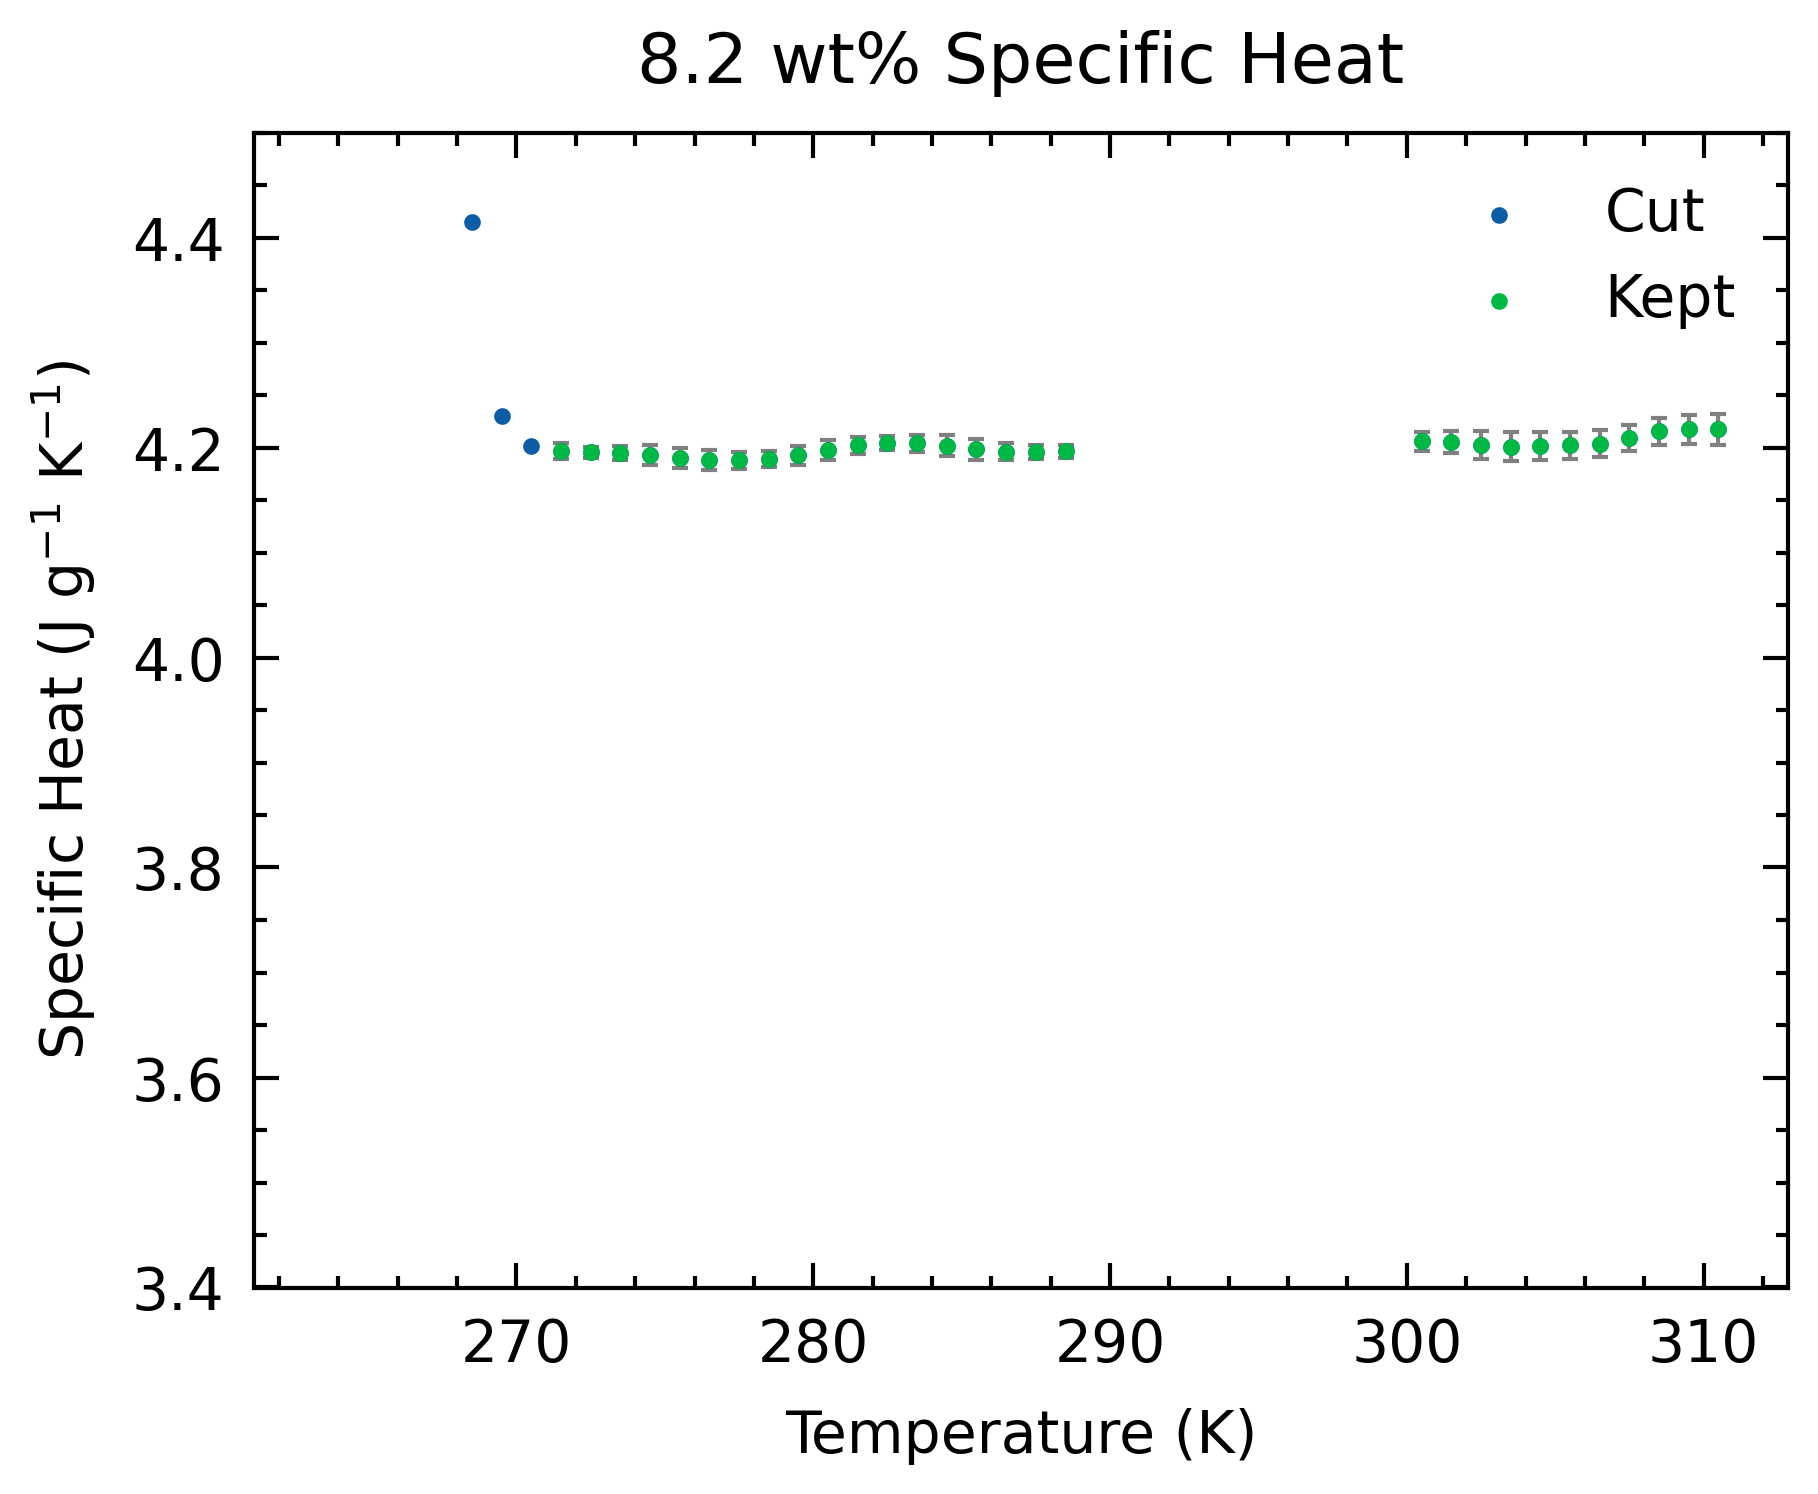 8.2 wt% Specific Heat
Cut
Kept
4.4
4.2
4.0
3.8
3.6
3.4
Specific Heat (J g⁻¹ K⁻¹)
270 280 290 300 310
Temperature (K)